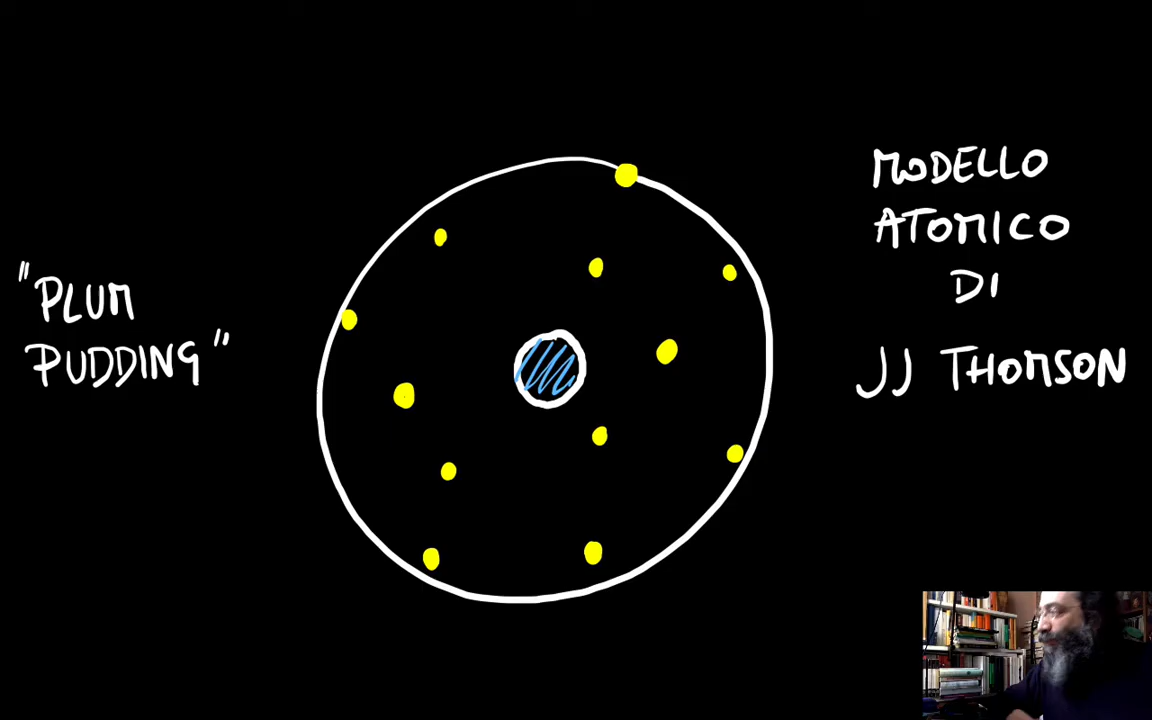 "PLUM
PUDDING"
MODELLO
ATOMICO
DI
JJ THOMSON